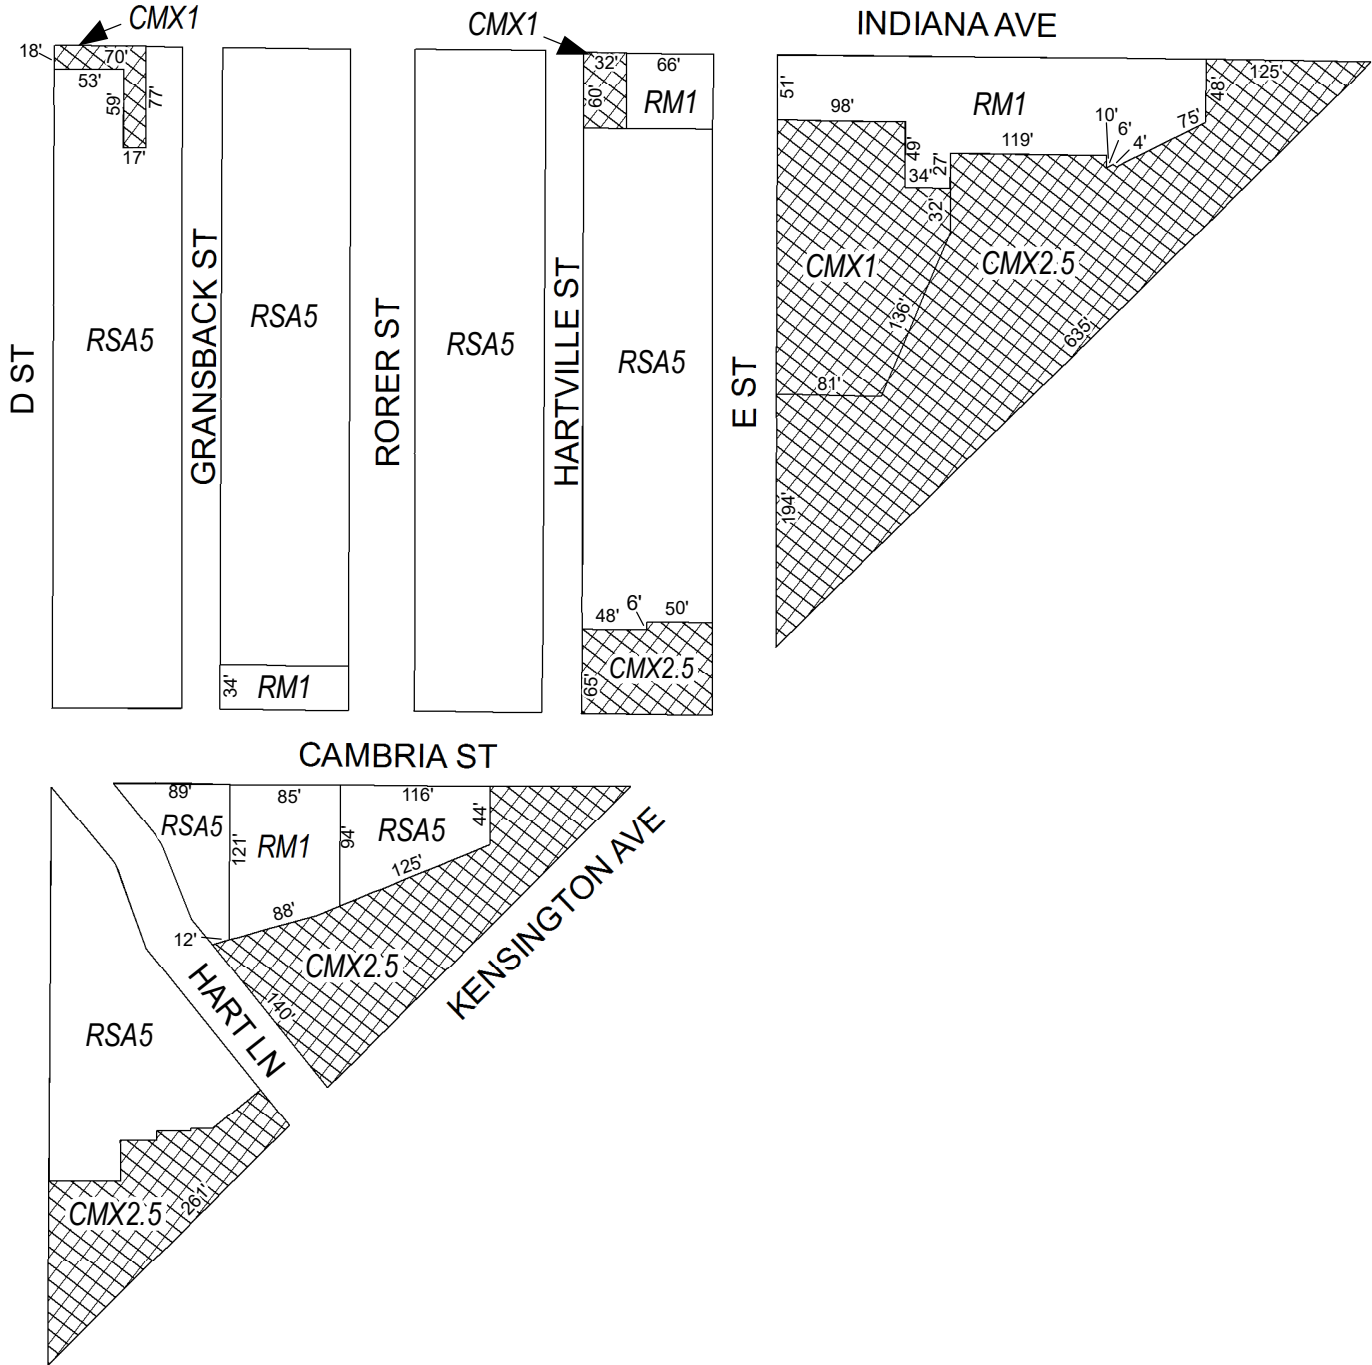 CMX1
CMX1
INDIANA AVE
18'
70'
53'
59'
77'
17'
32'
66'
60'
RM1
51'
98'
RM1
10'
6'
4'
75'
48'
125'
49'
34'
27'
119'
32'
CMX1
CMX2.5
136'
635'
81'
194'
D ST
RSA5
GRANSBACK ST
RSA5
RORER ST
RSA5
HARTVILLE ST
RSA5
E ST
48'
6'
50'
65'
CMX2.5
34'
RM1
CAMBRIA ST
89'
85'
116'
RSA5
121'
RM1
94'
RSA5
44'
125'
88'
12'
CMX2.5
KENSINGTON AVE
HART LN
140'
RSA5
CMX2.5
261'